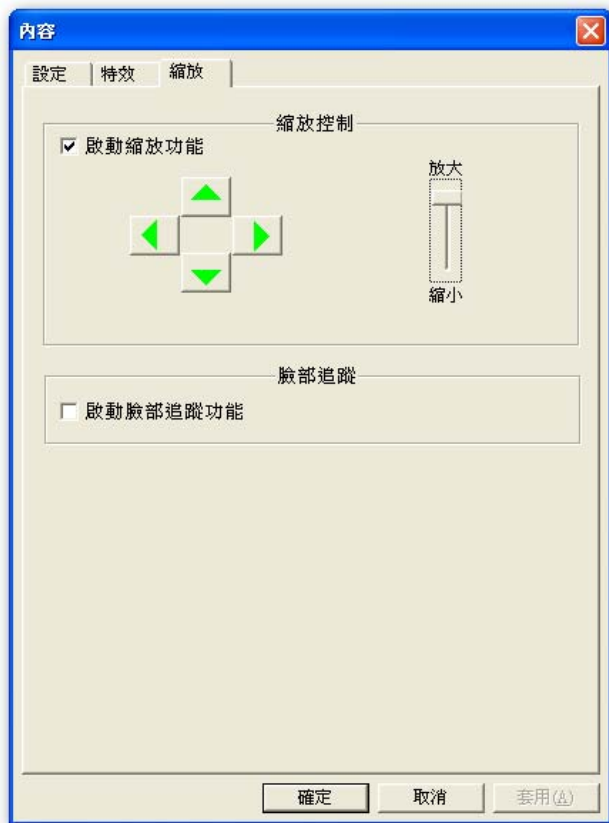 內容
設定 特效 縮放
縮放控制
啟動縮放功能
放大
縮小
臉部追蹤
啟動臉部追蹤功能
確定 取消 套用(A)